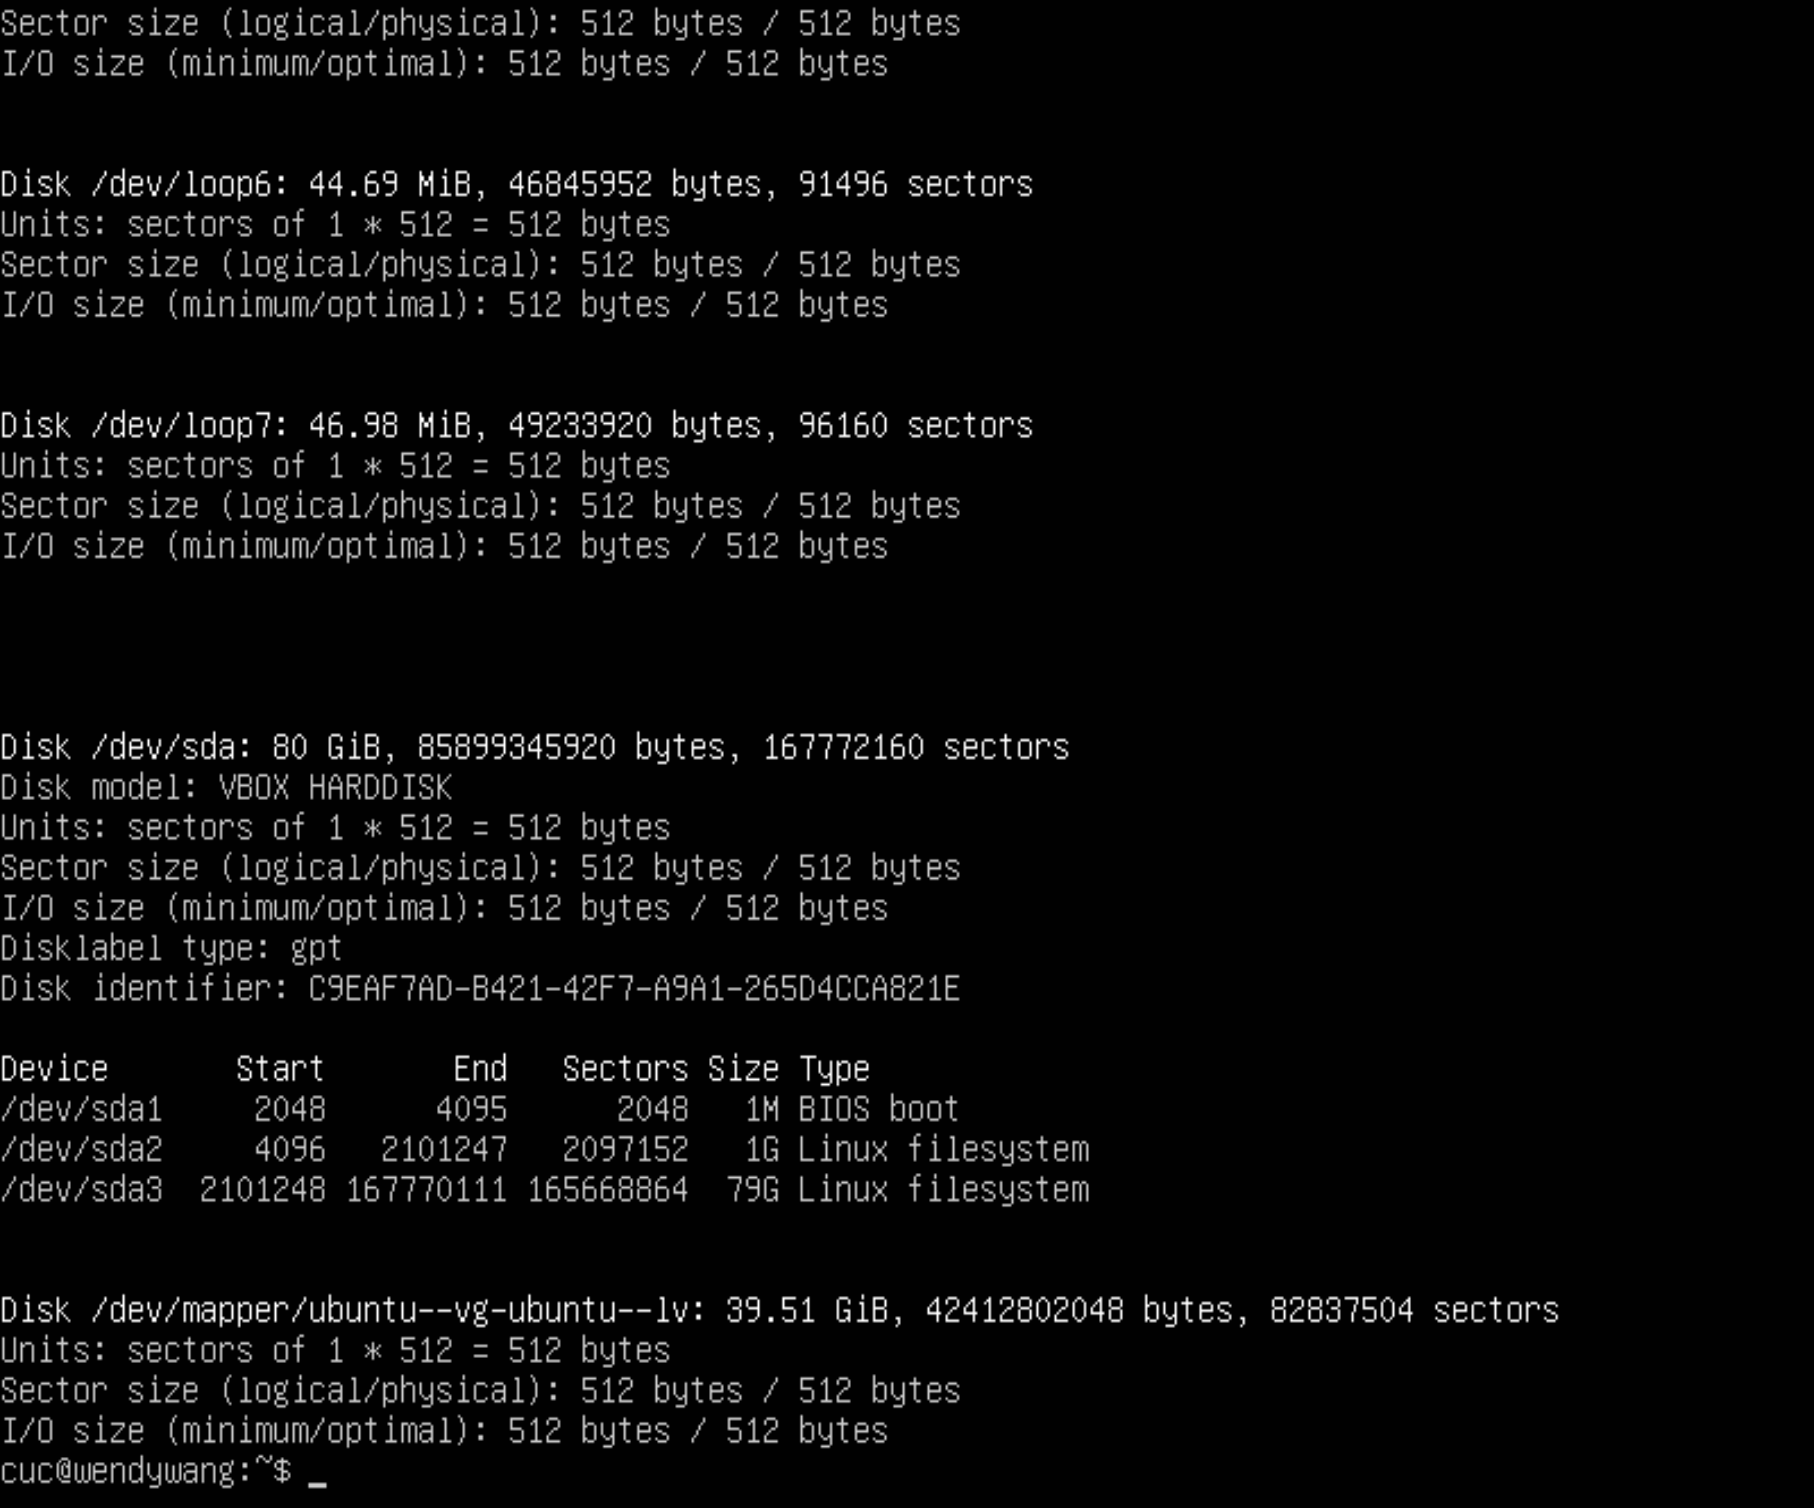 Sector size (logical/physical): 512 bytes / 512 bytes
I/O size (minimum/optimal): 512 bytes / 512 bytes
Disk /dev/loop6: 44.69 MiB, 46845952 bytes, 91496 sectors
Units: sectors of 1 * 512 = 512 bytes
Sector size (logical/physical): 512 bytes / 512 bytes
I/O size (minimum/optimal): 512 bytes / 512 bytes
Disk /dev/loop7: 46.98 MiB, 49233920 bytes, 96160 sectors
Units: sectors of 1 * 512 = 512 bytes
Sector size (logical/physical): 512 bytes / 512 bytes
I/O size (minimum/optimal): 512 bytes / 512 bytes
Disk /dev/sda: 80 GiB, 85899345920 bytes, 167772160 sectors
Disk model: VBOX HARDDISK
Units: sectors of 1 * 512 = 512 bytes
Sector size (logical/physical): 512 bytes / 512 bytes
I/O size (minimum/optimal): 512 bytes / 512 bytes
Disklabel type: gpt
Disk identifier: C9EAF7AD-B421-42F7-A9A1-265D4CCA821E
Device Start End Sectors Size Type
/dev/sda1 2048 4095 2048 1M BIOS boot
/dev/sda2 4096 2101247 2097152 1G Linux filesystem
/dev/sda3 2101248 167770111 165668864 79G Linux filesystem
Disk /dev/mapper/ubuntu--vg-ubuntu--lv: 39.51 GiB, 42412802048 bytes, 82837504 sectors
Units: sectors of 1 * 512 = 512 bytes
Sector size (logical/physical): 512 bytes / 512 bytes
I/O size (minimum/optimal): 512 bytes / 512 bytes
cuc@wendywang:~$ _